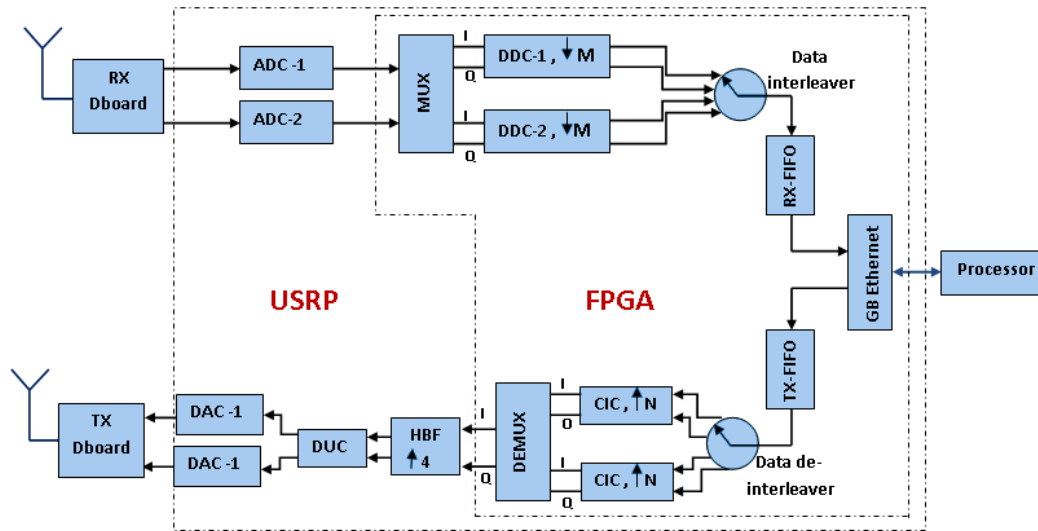 RX
Dboard
ADC -1
ADC-2
MUX
I
Q
I
Q
DDC-1 , M
DDC-2 , M
Data
interleaver
RX-FIFO
GB Ethernet
Processor
USRP
FPGA
TX-FIFO
TX
Dboard
DAC -1
DAC -1
DUC
HBF
4
I
Q
DEMUX
I
Q
I
Q
CIC, N
CIC, N
Data de-
interleaver